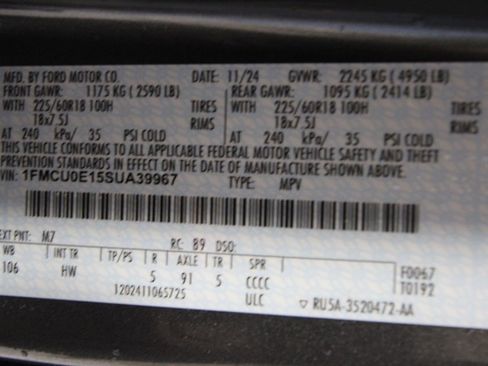 MFD. BY FORD MOTOR CO. DATE: 11/24 GVWR: 2245 KG (4950 LB)
FRONT GAWR: 1175 KG (2590 LB) REAR GAWR: 1095 KG (2414 LB)
WITH 225/60R18 100H TIRES WITH 225/60R18 100H TIRES
18x7.5J RIMS 18x7.5J RIMS
AT 240 kPa/ 35 PSI COLD AT 240 kPa/ 35 PSI COLD
THIS VEHICLE CONFORMS TO ALL APPLICABLE FEDERAL MOTOR VEHICLE SAFETY AND THEFT
PREVENTION STANDARDS IN EFFECT ON THE DATE OF MANUFACTURE SHOWN ABOVE.
VIN: 1FMCU0E15SUA39967 TYPE: MPV
EXT PNT: M7 RC: 89 DSO:
WB INT TR TP/PS R AXLE TR SPR F0067
106 HW 5 91 5 CCCC T0192
1202411065725 ULC ▽ RU5A-3520472-AA